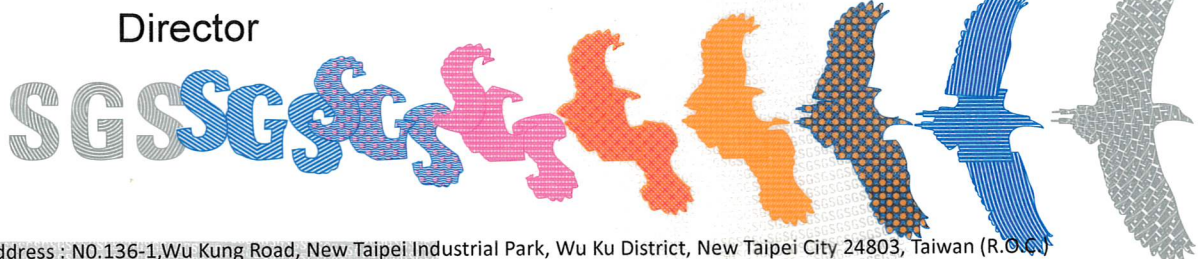 Director
SGS SGS SGS
ddress : N0.136-1,Wu Kung Road, New Taipei Industrial Park, Wu Ku District, New Taipei City 24803, Taiwan (R.O.C.)